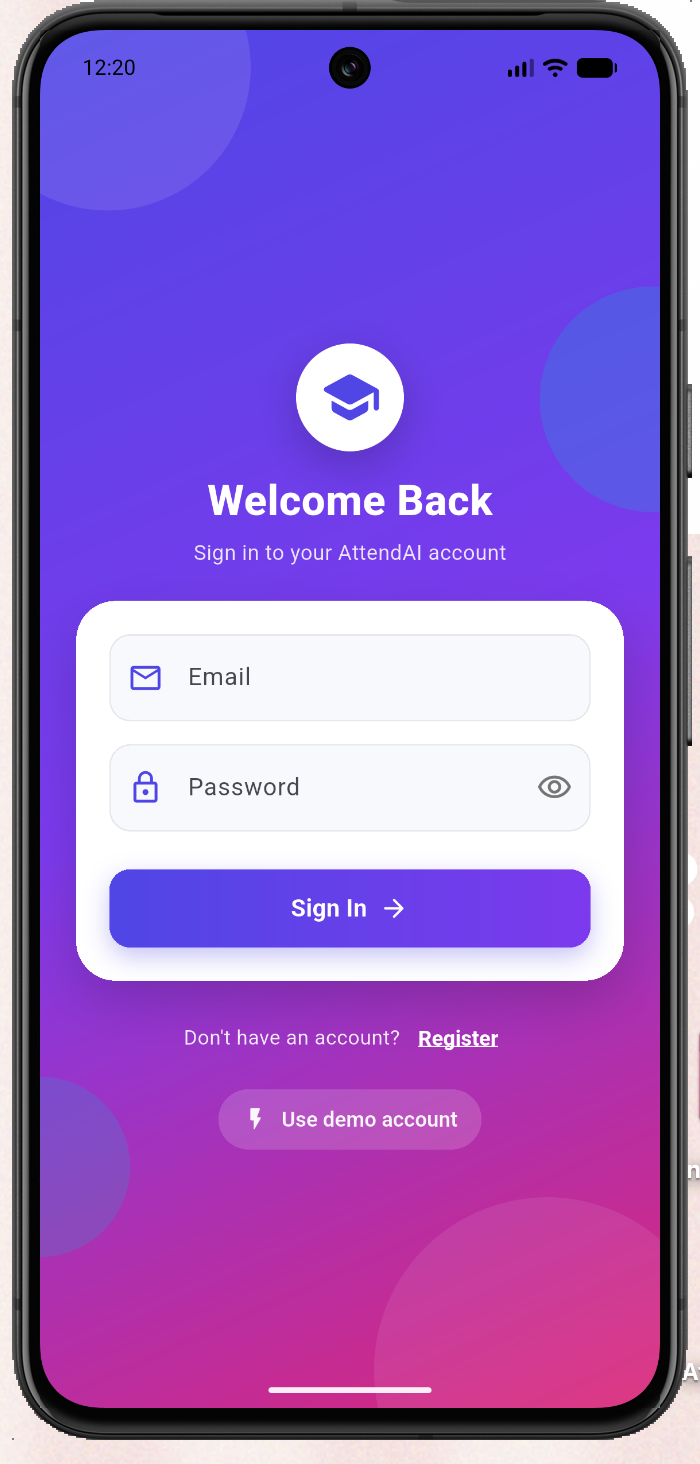 12:20
Welcome Back
Sign in to your AttendAI account
Email
Password
Sign In
Don't have an account? Register
Use demo account